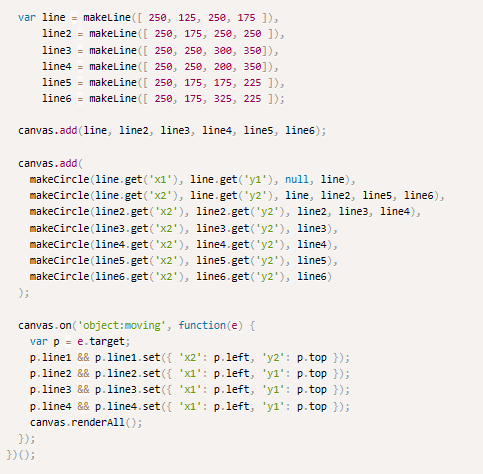 var line = makeLine([ 250, 125, 250, 175 ]),
line2 = makeLine([ 250, 175, 250, 250 ]),
line3 = makeLine([ 250, 250, 300, 350]),
line4 = makeLine([ 250, 250, 200, 350]),
line5 = makeLine([ 250, 175, 175, 225 ]),
line6 = makeLine([ 250, 175, 325, 225 ]);
canvas.add(line, line2, line3, line4, line5, line6);
canvas.add(
makeCircle(line.get('x1'), line.get('y1'), null, line),
makeCircle(line.get('x2'), line.get('y2'), line, line2, line5, line6),
makeCircle(line2.get('x2'), line2.get('y2'), line2, line3, line4),
makeCircle(line3.get('x2'), line3.get('y2'), line3),
makeCircle(line4.get('x2'), line4.get('y2'), line4),
makeCircle(line5.get('x2'), line5.get('y2'), line5),
makeCircle(line6.get('x2'), line6.get('y2'), line6)
);
canvas.on('object:moving', function(e) {
var p = e.target;
p.line1 && p.line1.set({ 'x2': p.left, 'y2': p.top });
p.line2 && p.line2.set({ 'x1': p.left, 'y1': p.top });
p.line3 && p.line3.set({ 'x1': p.left, 'y1': p.top });
p.line4 && p.line4.set({ 'x1': p.left, 'y1': p.top });
canvas.renderAll();
});
})();